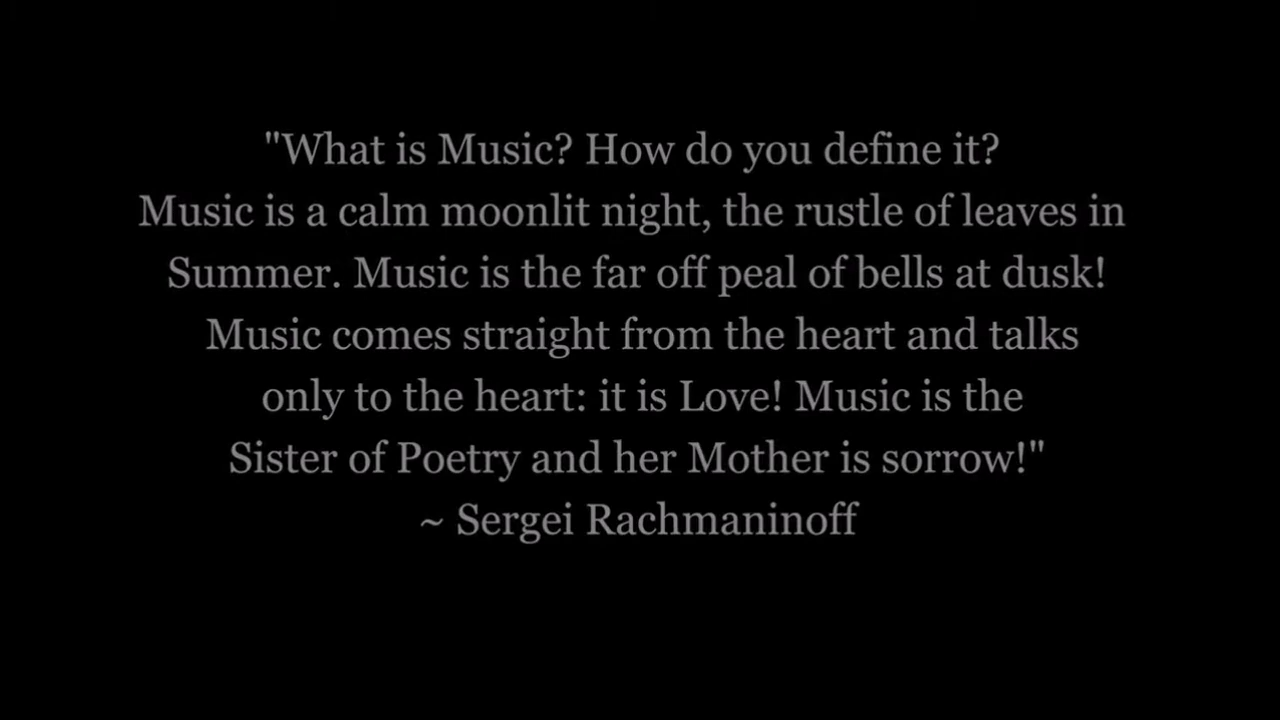 "What is Music? How do you define it?
Music is a calm moonlit night, the rustle of leaves in
Summer. Music is the far off peal of bells at dusk!
Music comes straight from the heart and talks
only to the heart: it is Love! Music is the
Sister of Poetry and her Mother is sorrow!"
~ Sergei Rachmaninoff